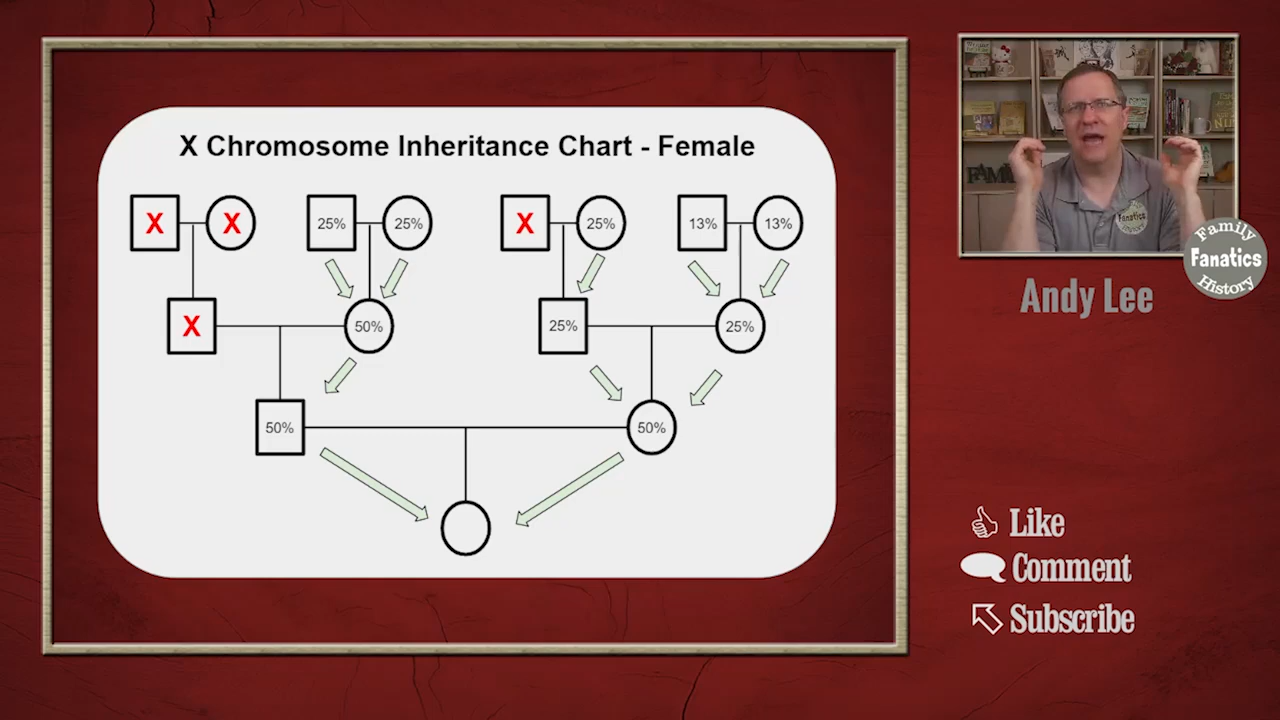 X Chromosome Inheritance Chart - Female
X X 25% 25% X 25% 13% 13%
X 50% 25% 25%
50% 50%
Family
Fanatics
History
Andy Lee
Like
Comment
Subscribe
Fanatics